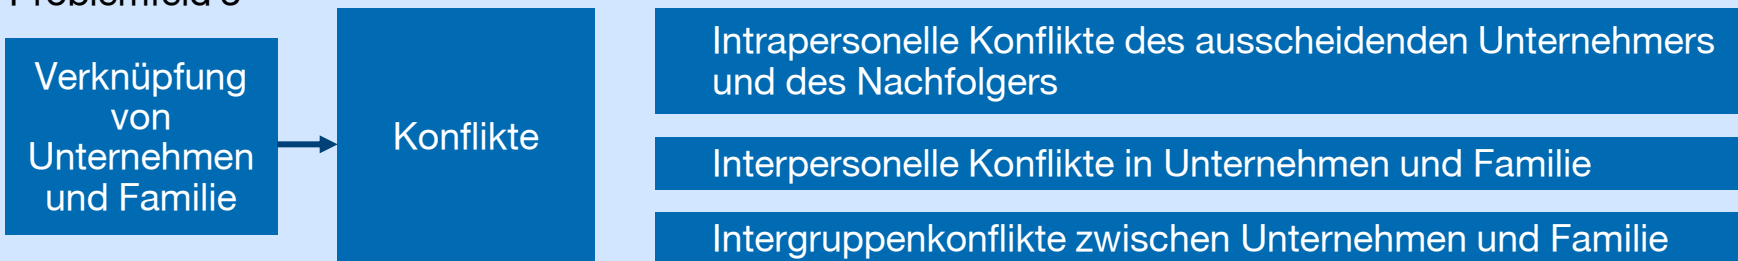 Verknüpfung
von
Unternehmen
und Familie
Konflikte
Intrapersonelle Konflikte des ausscheidenden Unternehmers
und des Nachfolgers
Interpersonelle Konflikte in Unternehmen und Familie
Intergruppenkonflikte zwischen Unternehmen und Familie